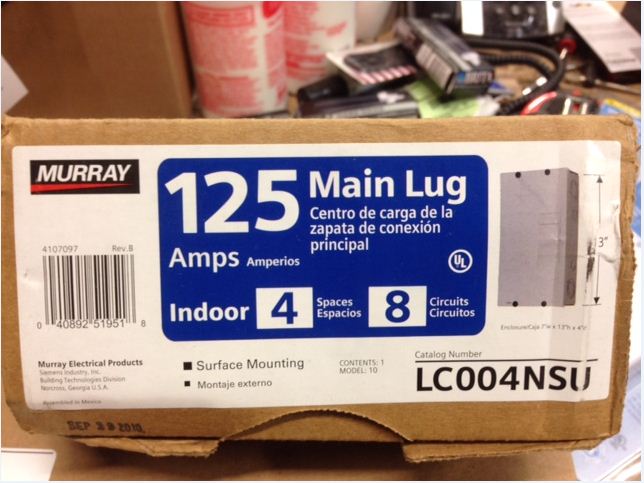 MURRAY
4107097 Rev.B
0 40892 51951 8
Murray Electrical Products
Siemens Industry, Inc.
Building Technologies Division
Norcross, Georgia U.S.A.
Assembled in Mexico
125 Main Lug
Centro de carga de la
zapata de conexión
principal
Amps Amperios
UL
Indoor 4 Spaces Espacios 8 Circuits Circuitos
Surface Mounting
Montaje externo
CONTENTS: 1
MODEL: 10
3"
Enclosure/Caja 7"w x 13"h x 4"
Catalog Number
LC004NSU
2010